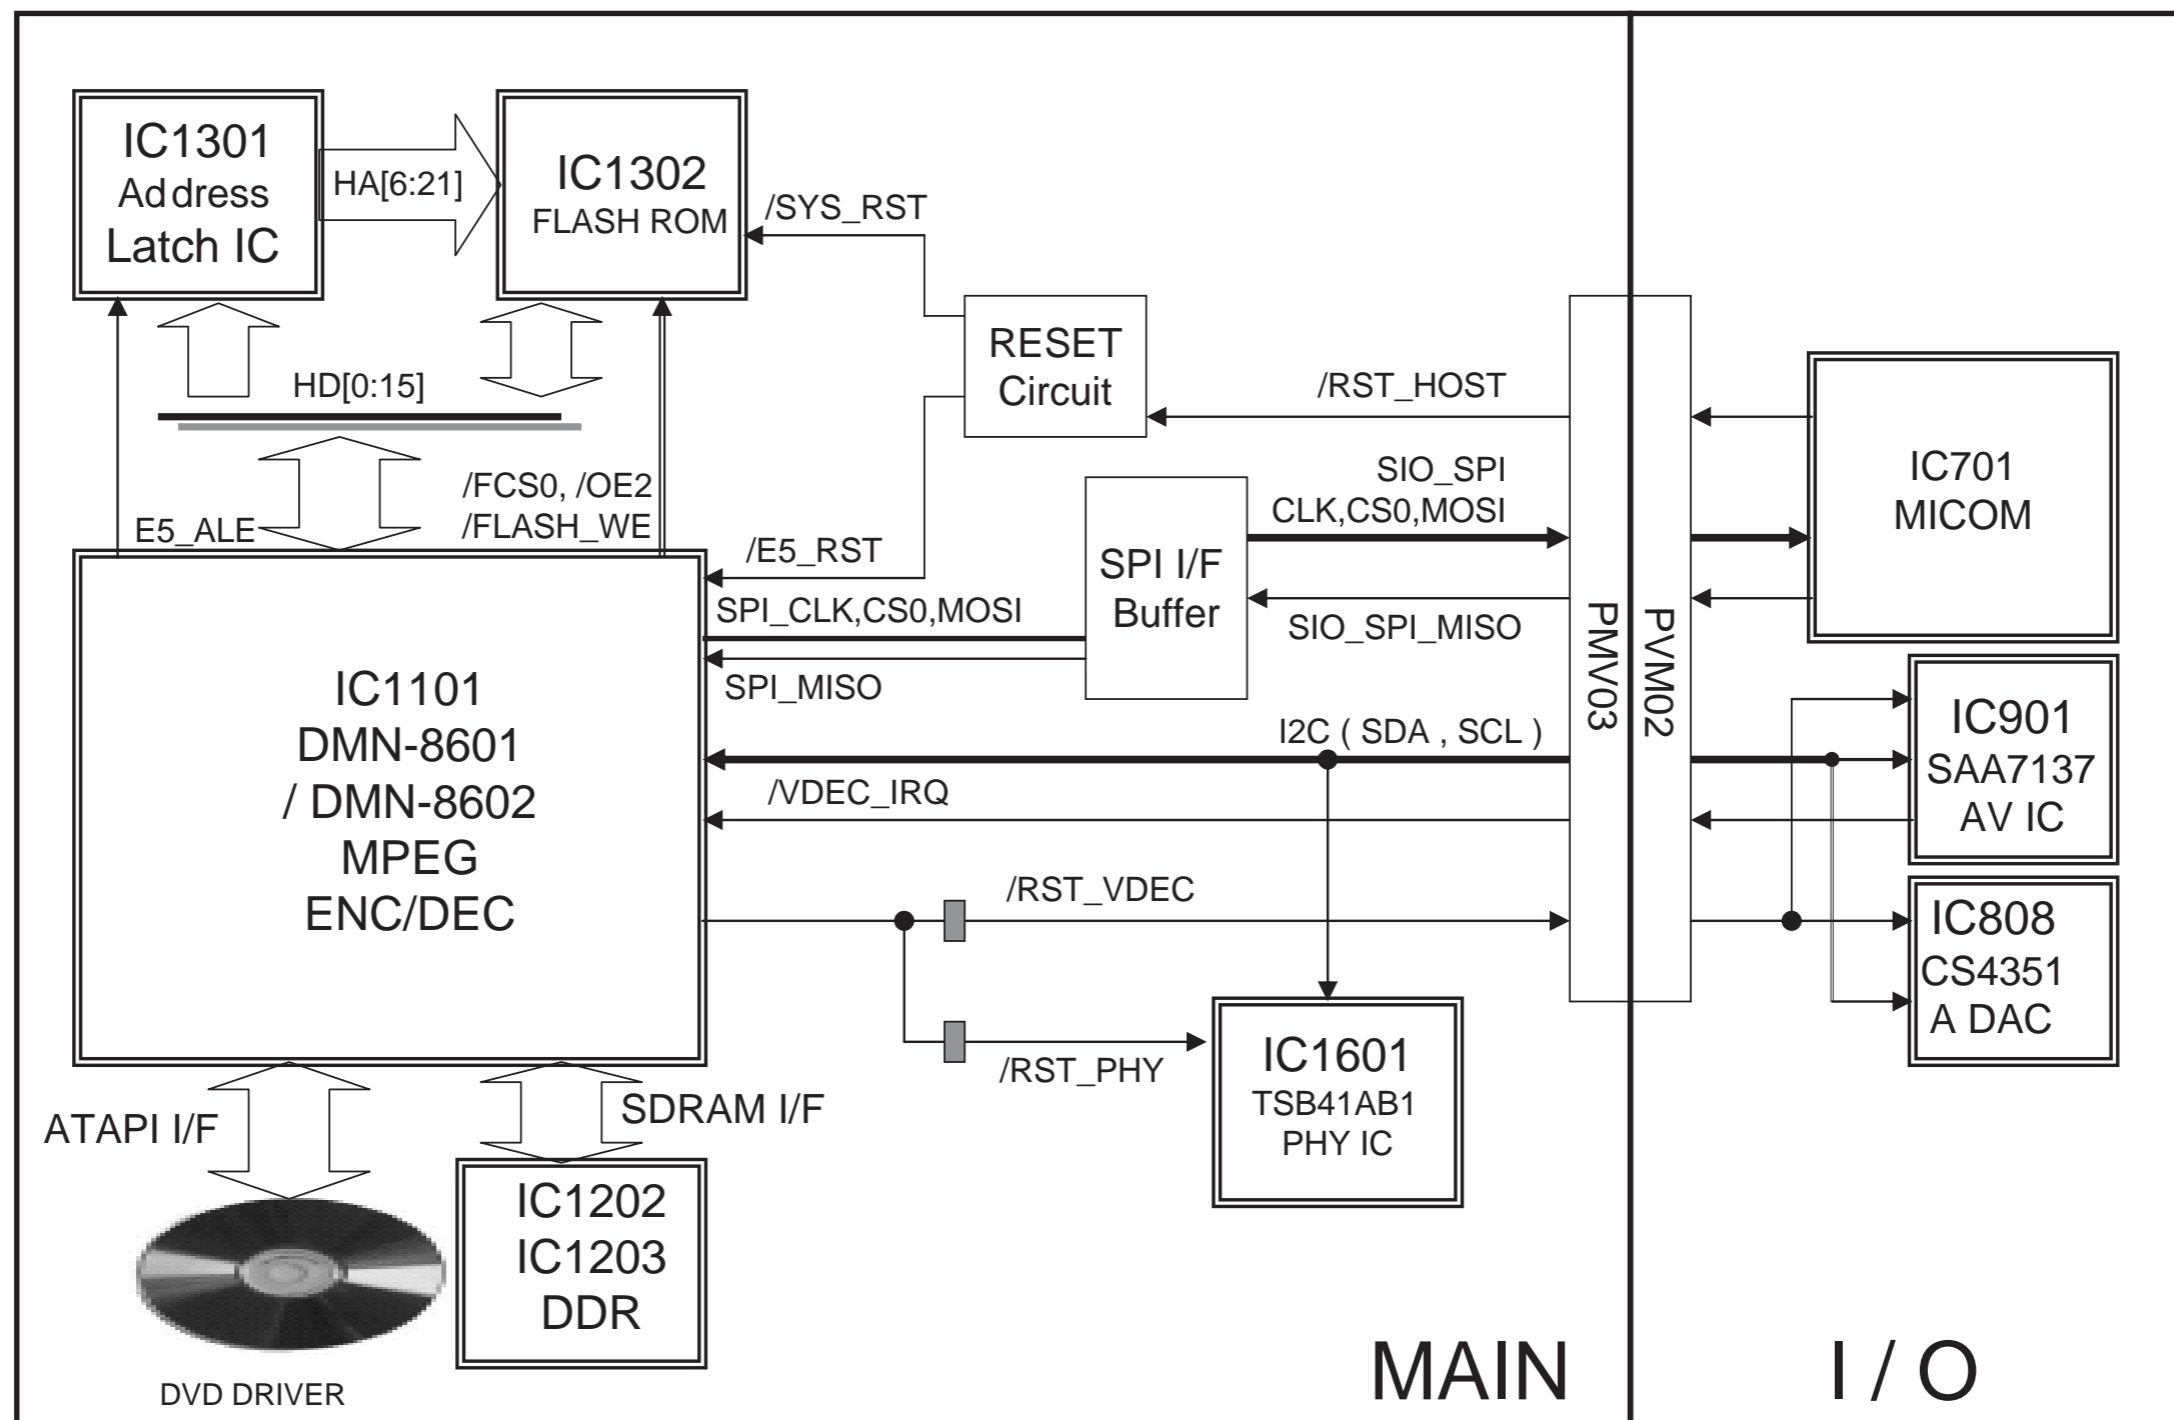 IC1301
Address
Latch IC
HA[6:21]
IC1302
FLASH ROM
/SYS_RST
RESET
Circuit
/RST_HOST
HD[0:15]
/FCS0, /OE2
/FLASH_WE
E5_ALE
/E5_RST
SPI_CLK,CS0,MOSI
SPI_MISO
SPI I/F
Buffer
SIO_SPI
CLK,CS0,MOSI
SIO_SPI_MISO
PMV03
PVM02
IC701
MICOM
IC1101
DMN-8601
/ DMN-8602
MPEG
ENC/DEC
I2C ( SDA , SCL )
/VDEC_IRQ
/RST_VDEC
/RST_PHY
IC901
SAA7137
AV IC
IC808
CS4351
A DAC
IC1601
TSB41AB1
PHY IC
ATAPI I/F
SDRAM I/F
IC1202
IC1203
DDR
DVD DRIVER
MAIN
I / O